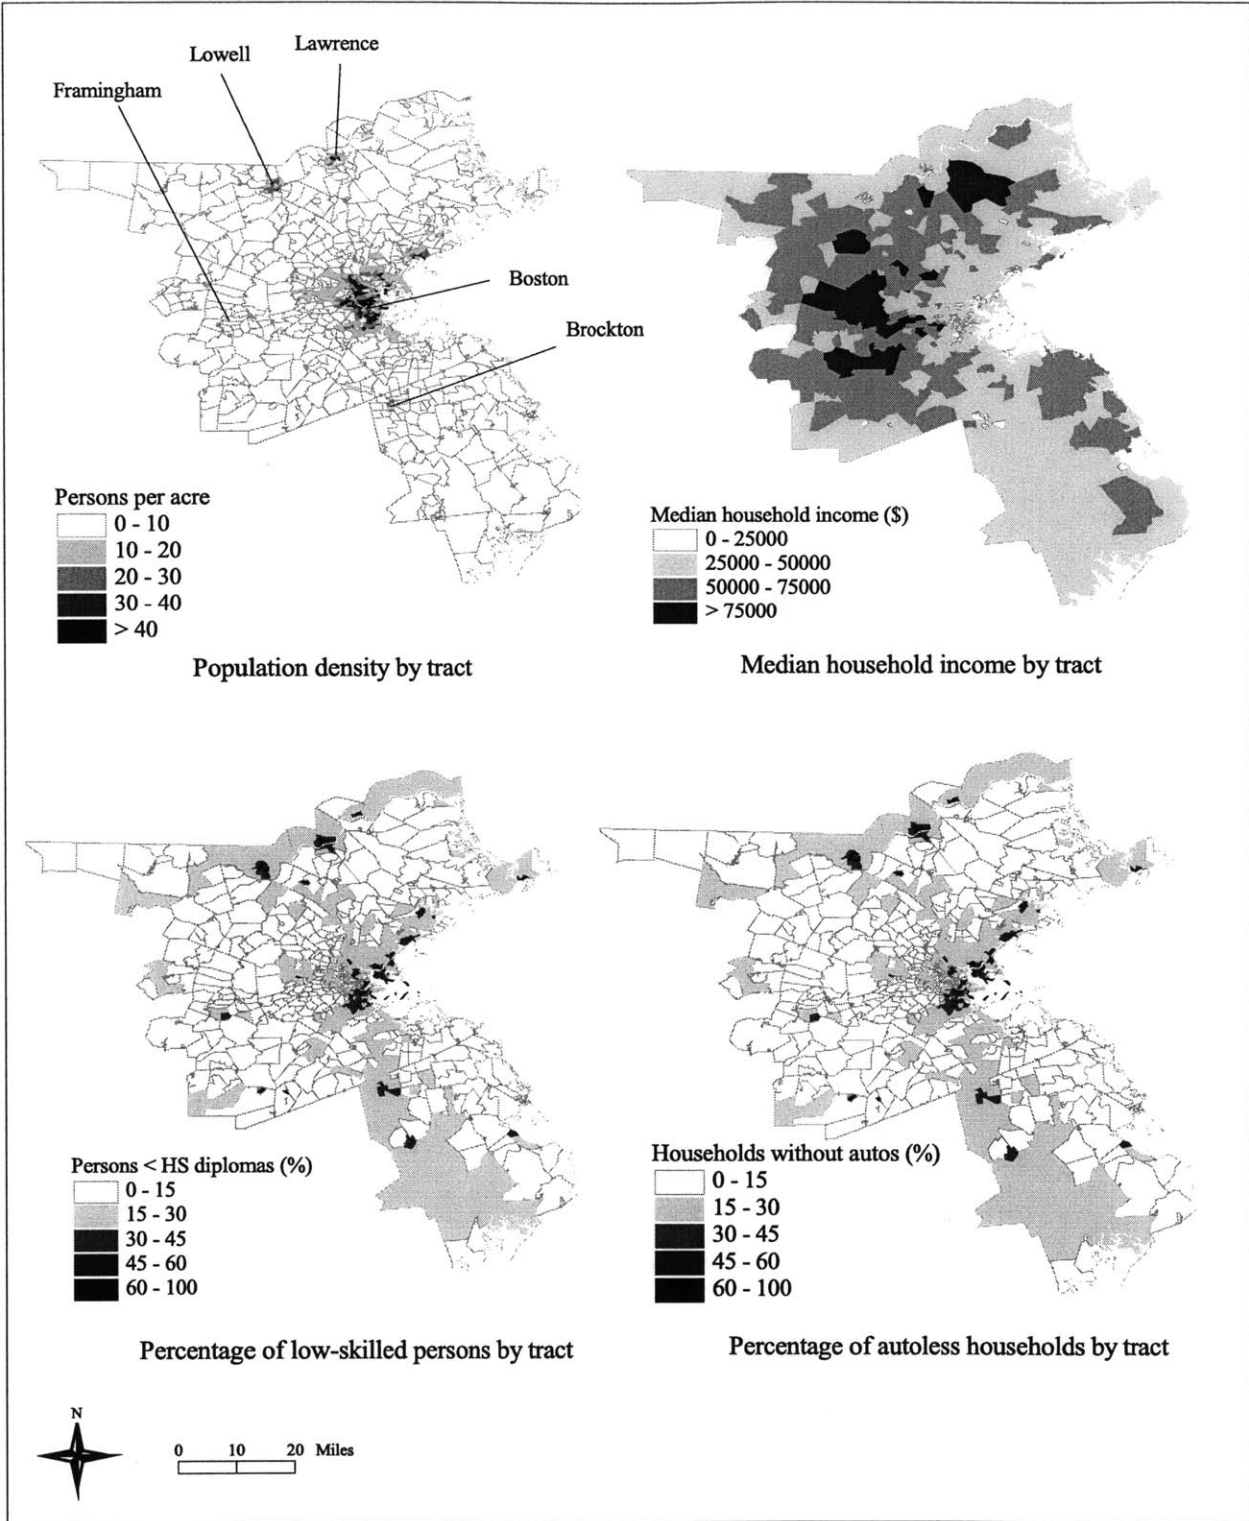 Lawrence
Lowell
Framingham
Boston
Brockton
Persons per acre
0 - 10
10 - 20
20 - 30
30 - 40
> 40
Population density by tract
Median household income ($)
0 - 25000
25000 - 50000
50000 - 75000
> 75000
Median household income by tract
Persons < HS diplomas (%)
0 - 15
15 - 30
30 - 45
45 - 60
60 - 100
Percentage of low-skilled persons by tract
Households without autos (%)
0 - 15
15 - 30
30 - 45
45 - 60
60 - 100
Percentage of autoless households by tract
N
0 10 20 Miles